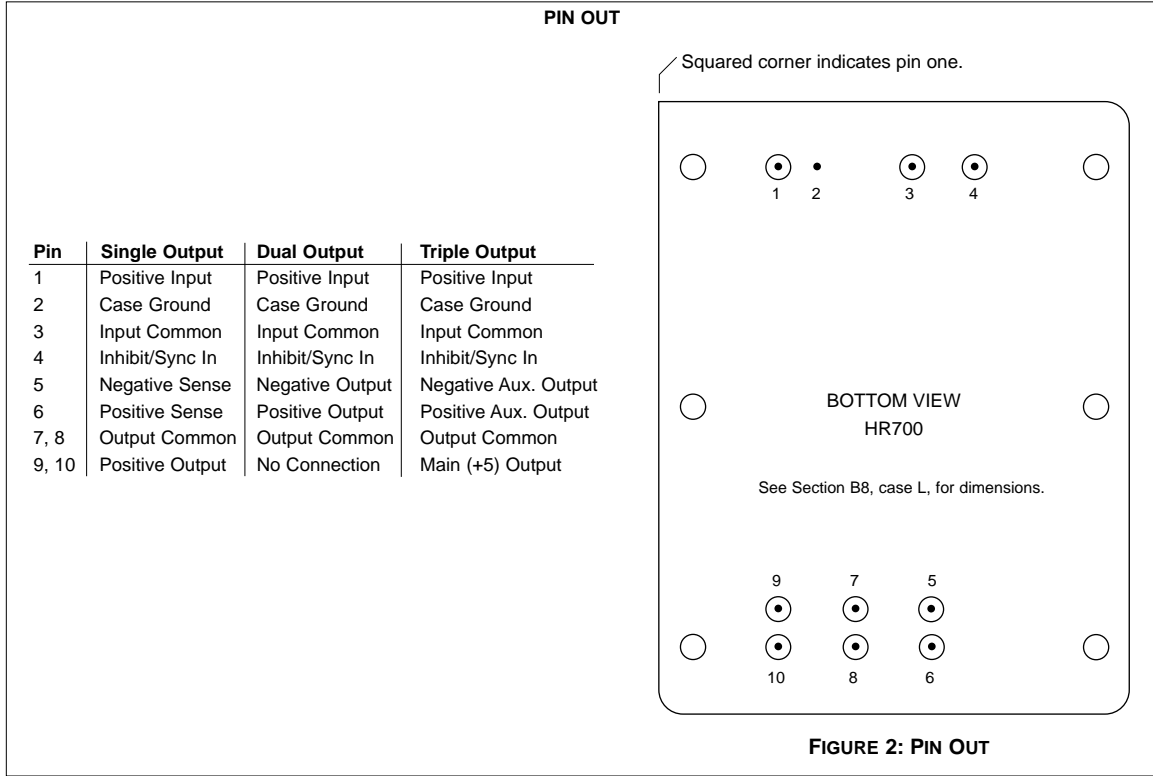 PIN OUT
Squared corner indicates pin one.
1 2 3 4
Pin Single Output Dual Output Triple Output
1 Positive Input Positive Input Positive Input
2 Case Ground Case Ground Case Ground
3 Input Common Input Common Input Common
4 Inhibit/Sync In Inhibit/Sync In Inhibit/Sync In
5 Negative Sense Negative Output Negative Aux. Output
6 Positive Sense Positive Output Positive Aux. Output
7, 8 Output Common Output Common Output Common
9, 10 Positive Output No Connection Main (+5) Output
BOTTOM VIEW
HR700
See Section B8, case L, for dimensions.
9 7 5
10 8 6
FIGURE 2: PIN OUT